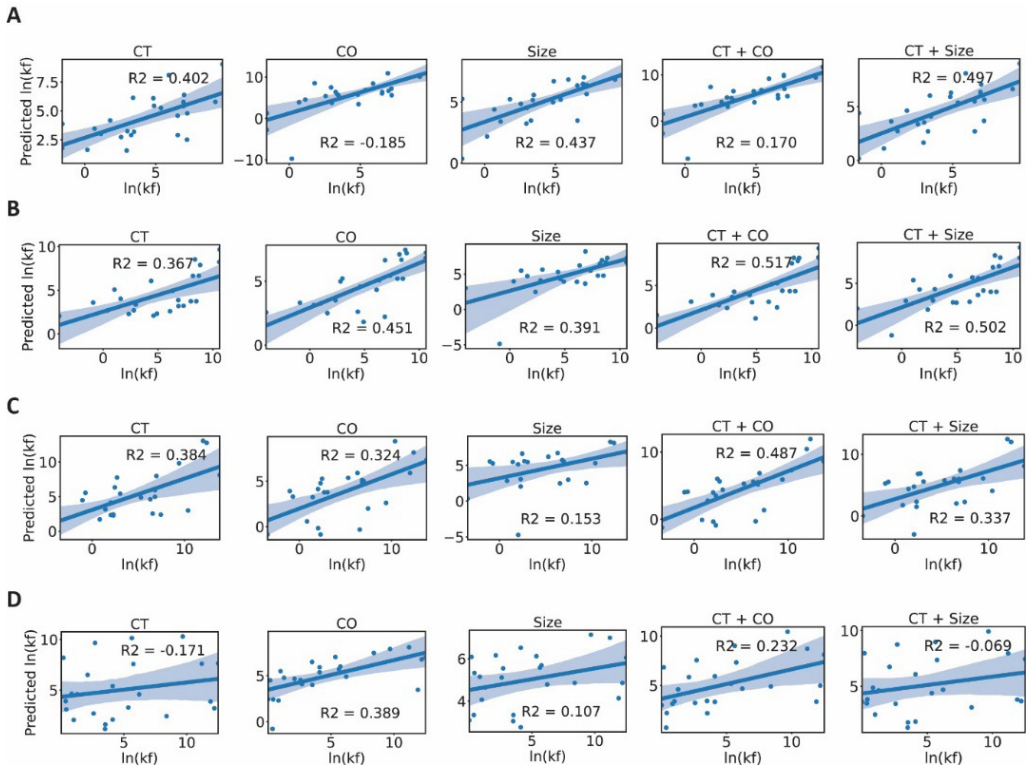 A
CT CO Size CT + CO CT + Size
Predicted ln(kf)
7.5 5.0 2.5
R2 = 0.402
0 5
ln(kf)
10 0 −10
R2 = -0.185
0 5
ln(kf)
5 0
R2 = 0.437
0 5
ln(kf)
10 5 0
R2 = 0.170
0 5
ln(kf)
5 0
R2 = 0.497
0 5
ln(kf)
B
CT CO Size CT + CO CT + Size
Predicted ln(kf)
10 5 0
R2 = 0.367
0 5 10
ln(kf)
5 0
R2 = 0.451
0 5 10
ln(kf)
5 0 −5
R2 = 0.391
0 5 10
ln(kf)
5 0
R2 = 0.517
0 5 10
ln(kf)
5 0
R2 = 0.502
0 5 10
ln(kf)
C
CT CO Size CT + CO CT + Size
Predicted ln(kf)
10 5 0
R2 = 0.384
0 10
ln(kf)
5 0
R2 = 0.324
0 10
ln(kf)
5 0 −5
R2 = 0.153
0 10
ln(kf)
10 5 0
R2 = 0.487
0 10
ln(kf)
10 0
R2 = 0.337
0 10
ln(kf)
D
CT CO Size CT + CO CT + Size
Predicted ln(kf)
10 5 0
R2 = -0.171
5 10
ln(kf)
5 0
R2 = 0.389
5 10
ln(kf)
6 4
R2 = 0.107
5 10
ln(kf)
10 5
R2 = 0.232
5 10
ln(kf)
10 5 0
R2 = -0.069
5 10
ln(kf)